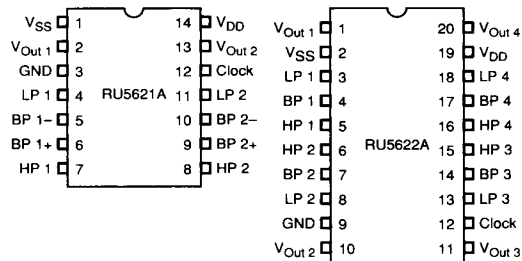 VSS 1 14 VDD
VOut 1 2 13 VOut 2
GND 3 12 Clock
LP 1 4 RU5621A 11 LP 2
BP 1– 5 10 BP 2–
BP 1+ 6 9 BP 2+
HP 1 7 8 HP 2
VOut 1 1 20 VOut 4
VSS 2 19 VDD
LP 1 3 18 LP 4
BP 1 4 17 BP 4
HP 1 5 16 HP 4
HP 2 6 RU5622A 15 HP 3
BP 2 7 14 BP 3
LP 2 8 13 LP 3
GND 9 12 Clock
VOut 2 10 11 VOut 3